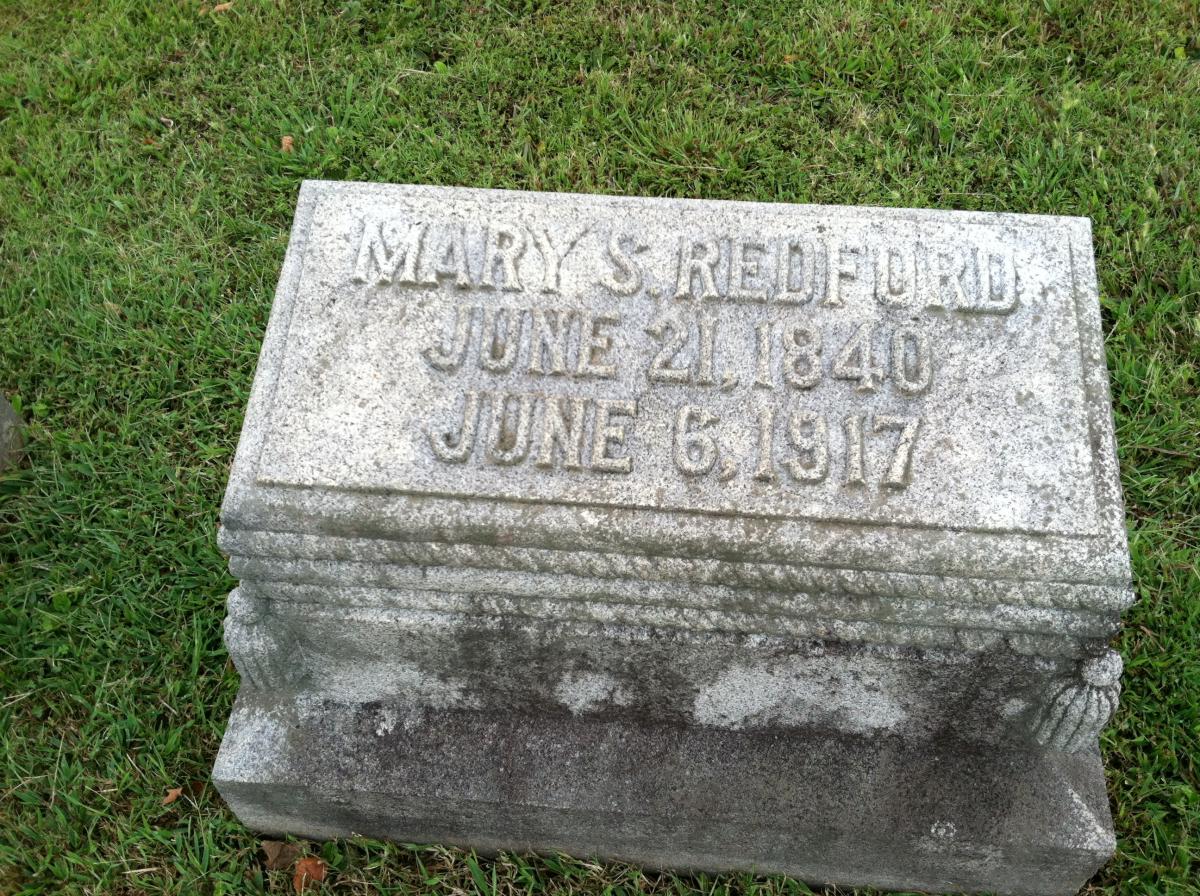 MARY S. REDFORD
JUNE 21, 1840
JUNE 6, 1917